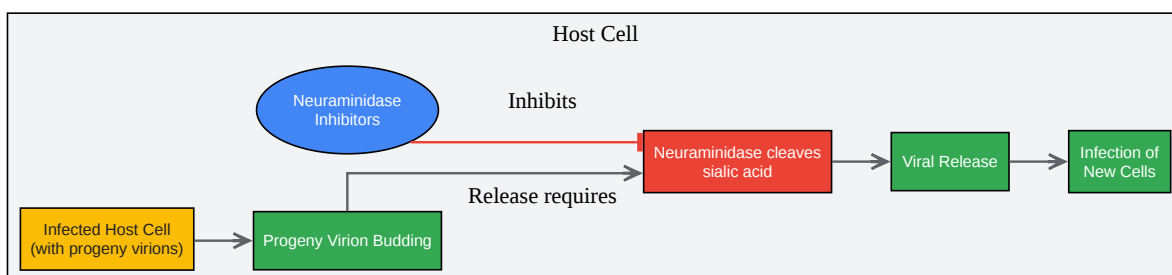 Host Cell
Neuraminidase
Inhibitors
Inhibits
Neuraminidase cleaves
sialic acid
Viral Release
Infection of
New Cells
Release requires
Infected Host Cell
(with progeny virions)
Progeny Virion Budding